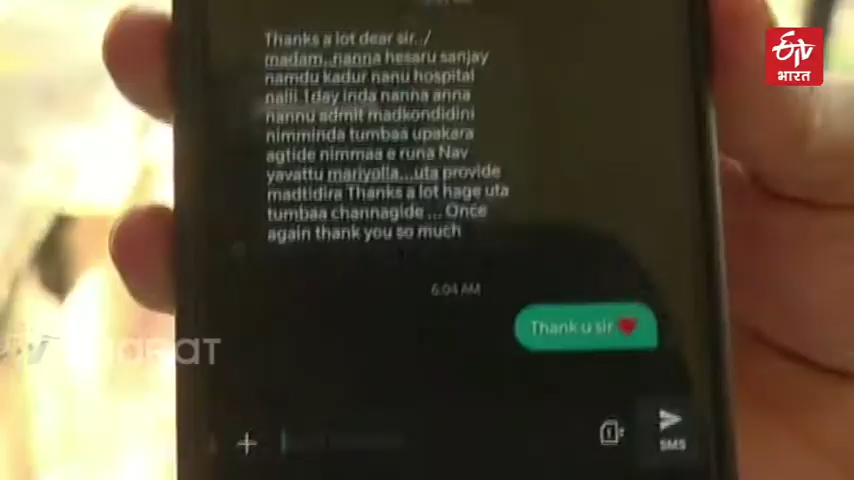 Thanks a lot dear sir../
madam..nanna hesaru sanjay
namdu kadur nanu hospital
nalli 1day inda nanna anna
nannu admit madkondidini
nimminda tumbaa upakara
agtide nimmaa e runa Nav
yavattu mariyolla...uta provide
madtidira Thanks a lot hage uta
tumbaa channagide ... Once
again thank you so much
6:04 AM
Thank u sir ❤
SMS
भारत
BHARAT